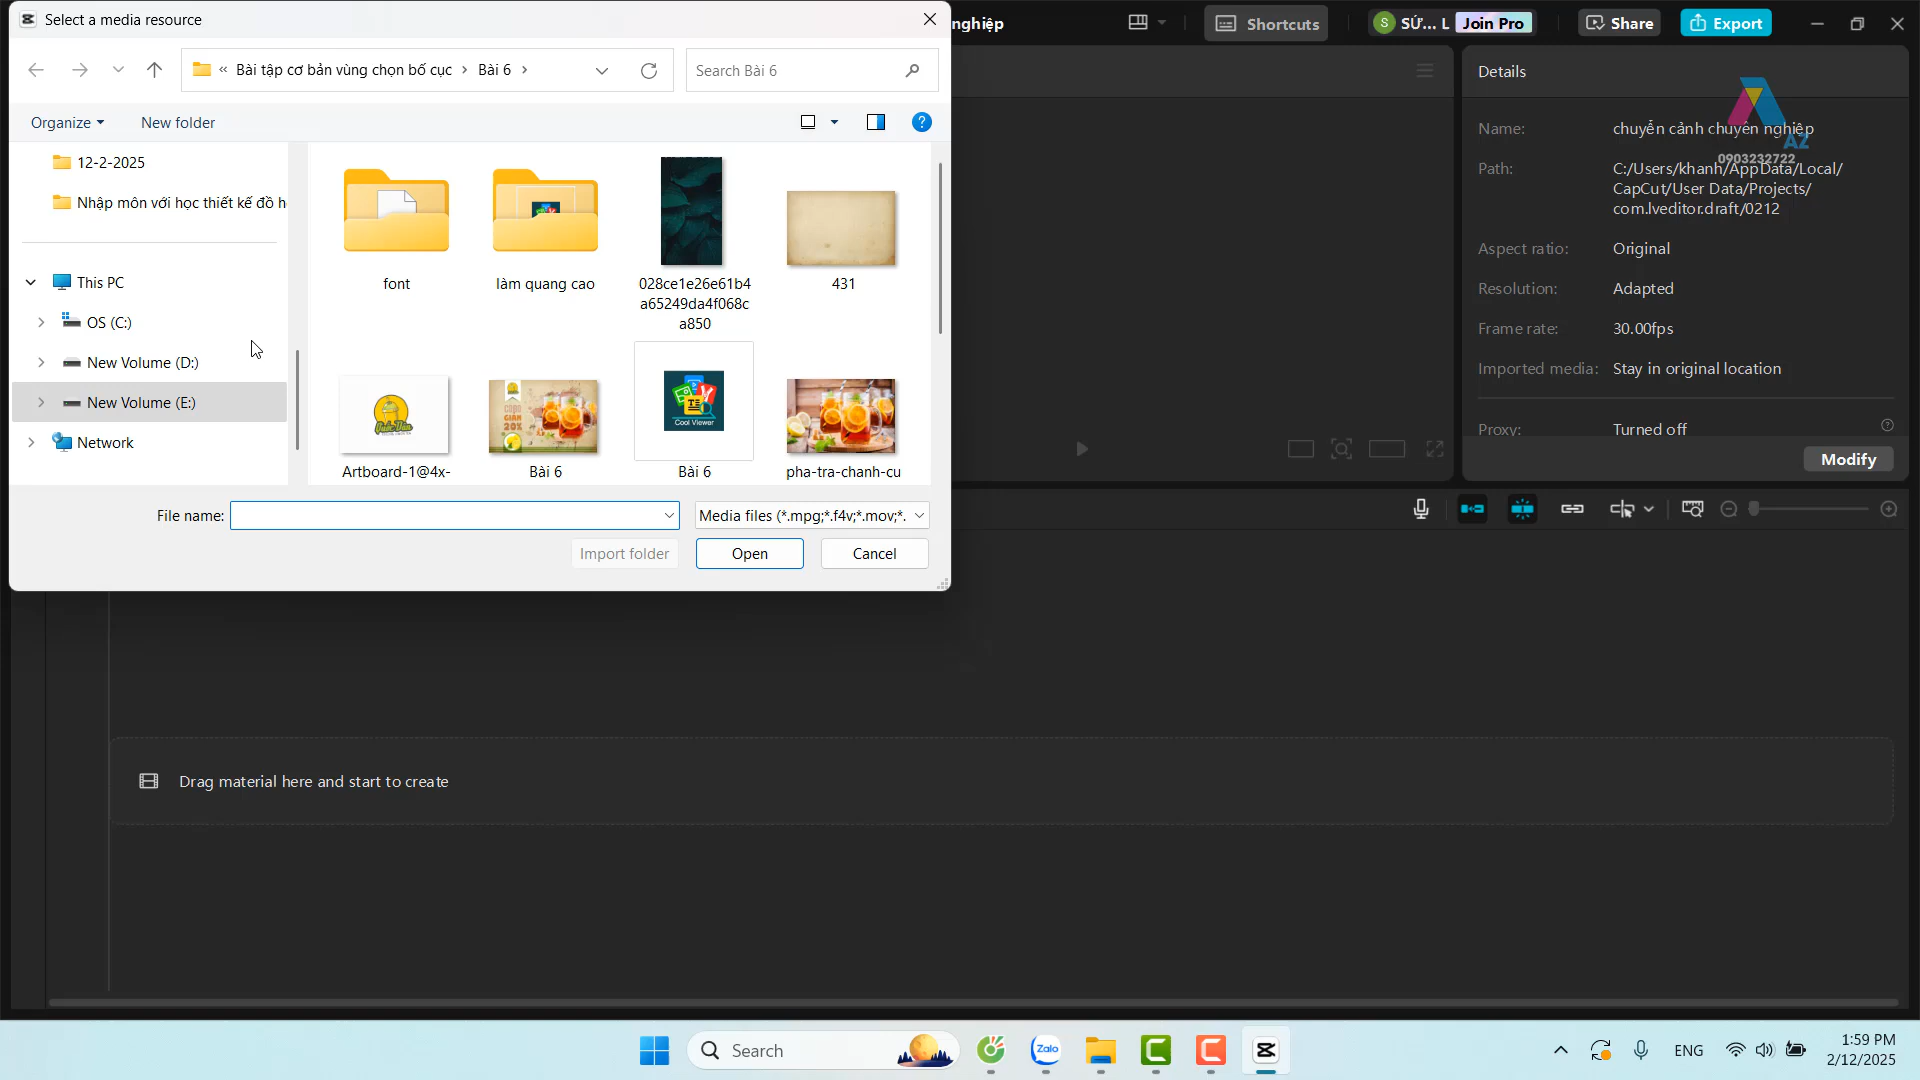 Select a media resource
nghiệp
Shortcuts
S SỨ... L
Join Pro
Share
Export
« Bài tập cơ bản vùng chọn bố cục > Bài 6 >
Search Bài 6
Organize
New folder
12-2-2025
Nhập môn với học thiết kế đồ h
This PC
OS (C:)
New Volume (D:)
New Volume (E:)
Network
font
làm quang cao
028ce1e26e61b4
a65249da4f068c
a850
431
Artboard-1@4x-
Bài 6
Cool Viewer
Bài 6
pha-tra-chanh-cu
File name:
Media files (*.mpg;*.f4v;*.mov;*.
Import folder
Open
Cancel
Details
AZ
0903232722
Name: chuyển cảnh chuyên nghiệp
Path: C:/Users/khanh/AppData/Local/
CapCut/User Data/Projects/
com.lveditor.draft/0212
Aspect ratio: Original
Resolution: Adapted
Frame rate: 30.00fps
Imported media: Stay in original location
Proxy: Turned off
Modify
Drag material here and start to create
Search
Zalo
ENG
1:59 PM
2/12/2025